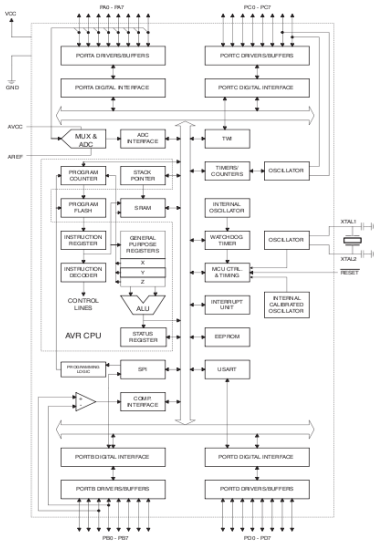 PA0 - PA7
PC0 - PC7
VCC
PORTA DRIVERS/BUFFERS
PORTC DRIVERS/BUFFERS
GND
PORTA DIGITAL INTERFACE
PORTC DIGITAL INTERFACE
AVCC
MUX &
ADC
ADC
INTERFACE
TWI
AREF
PROGRAM
COUNTER
STACK
POINTER
TIMERS/
COUNTERS
OSCILLATOR
PROGRAM
FLASH
SRAM
INTERNAL
OSCILLATOR
XTAL1
INSTRUCTION
REGISTER
GENERAL
PURPOSE
REGISTERS
WATCHDOG
TIMER
OSCILLATOR
XTAL2
X
INSTRUCTION
DECODER
Y
MCU CTRL.
& TIMING
RESET
Z
CONTROL
LINES
ALU
INTERRUPT
UNIT
INTERNAL
CALIBRATED
OSCILLATOR
AVR CPU
STATUS
REGISTER
EEPROM
PROGRAMMING
LOGIC
SPI
USART
+
-
COMP.
INTERFACE
PORTB DIGITAL INTERFACE
PORTD DIGITAL INTERFACE
PORTB DRIVERS/BUFFERS
PORTD DRIVERS/BUFFERS
PB0 - PB7
PD0 - PD7